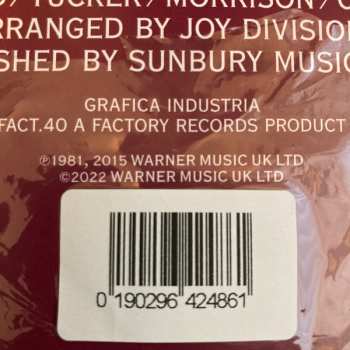 TUCKER/MORRISON/C
RRANGED BY JOY DIVISIO
SHED BY SUNBURY MUSIC
GRAFICA INDUSTRIA
FACT.40 A FACTORY RECORDS PRODUCT
℗1981, 2015 WARNER MUSIC UK LTD
©2022 WARNER MUSIC UK LTD.
0 190296 424861